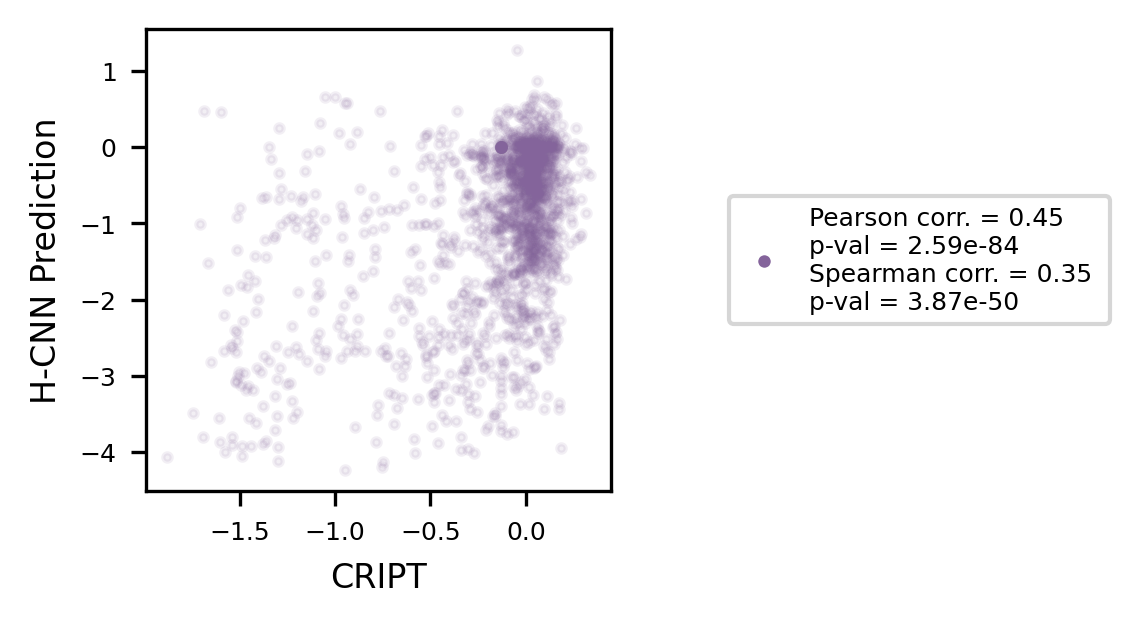 H-CNN Prediction
1
0
−1
−2
−3
−4
−1.5
−1.0
−0.5
0.0
CRIPT
Pearson corr. = 0.45
p-val = 2.59e-84
Spearman corr. = 0.35
p-val = 3.87e-50